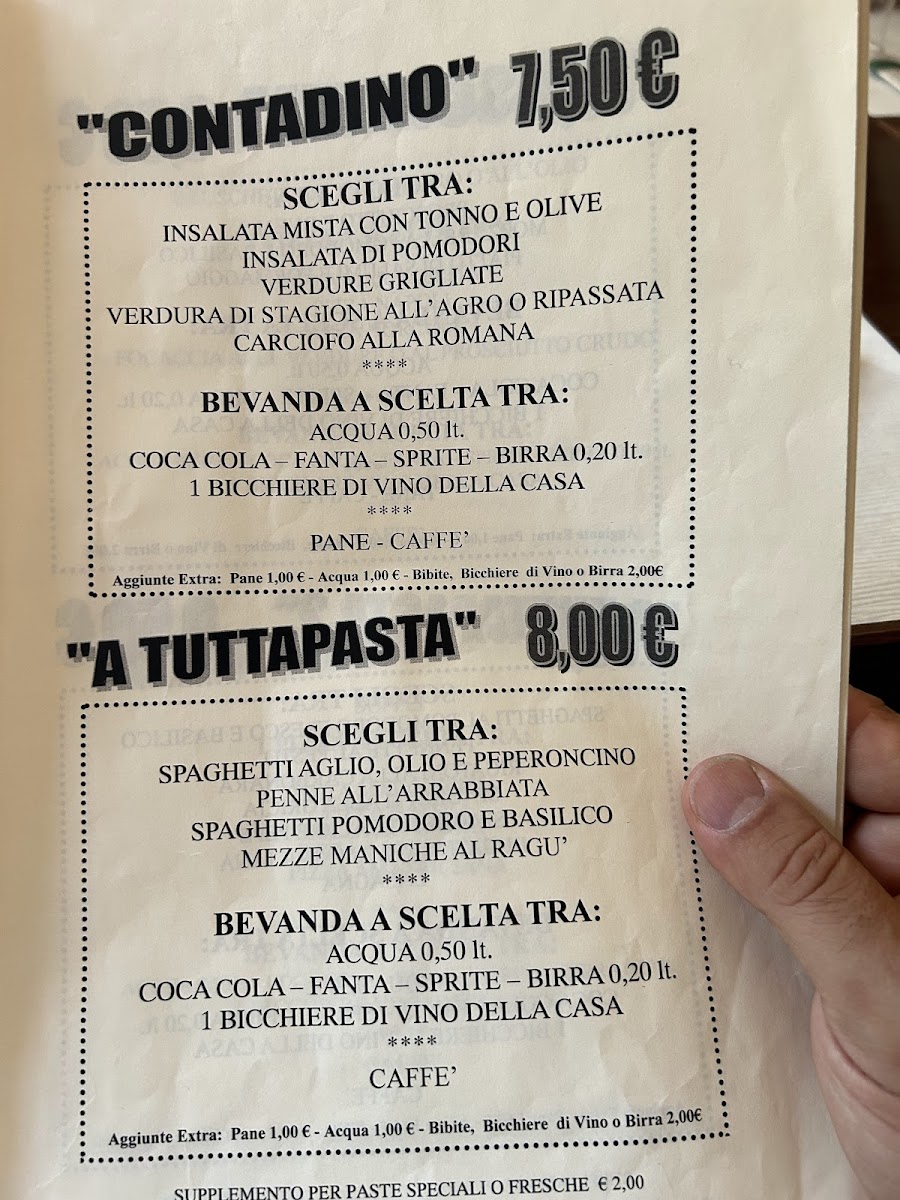 "CONTADINO" 7,50 €
SCEGLI TRA:
INSALATA MISTA CON TONNO E OLIVE
INSALATA DI POMODORI
VERDURE GRIGLIATE
VERDURA DI STAGIONE ALL'AGRO O RIPASSATA
CARCIOFO ALLA ROMANA
****
BEVANDA A SCELTA TRA:
ACQUA 0,50 lt.
COCA COLA – FANTA – SPRITE – BIRRA 0,20 lt.
1 BICCHIERE DI VINO DELLA CASA
****
PANE - CAFFE'
Aggiunte Extra: Pane 1,00 € - Acqua 1,00 € - Bibite, Bicchiere di Vino o Birra 2,00€
"A TUTTAPASTA" 8,00 €
SCEGLI TRA:
SPAGHETTI AGLIO, OLIO E PEPERONCINO
PENNE ALL'ARRABBIATA
SPAGHETTI POMODORO E BASILICO
MEZZE MANICHE AL RAGU'
****
BEVANDA A SCELTA TRA:
ACQUA 0,50 lt.
COCA COLA – FANTA – SPRITE – BIRRA 0,20 lt.
1 BICCHIERE DI VINO DELLA CASA
****
CAFFE'
Aggiunte Extra: Pane 1,00 € - Acqua 1,00 € - Bibite, Bicchiere di Vino o Birra 2,00€
SUPPLEMENTO PER PASTE SPECIALI O FRESCHE € 2,00